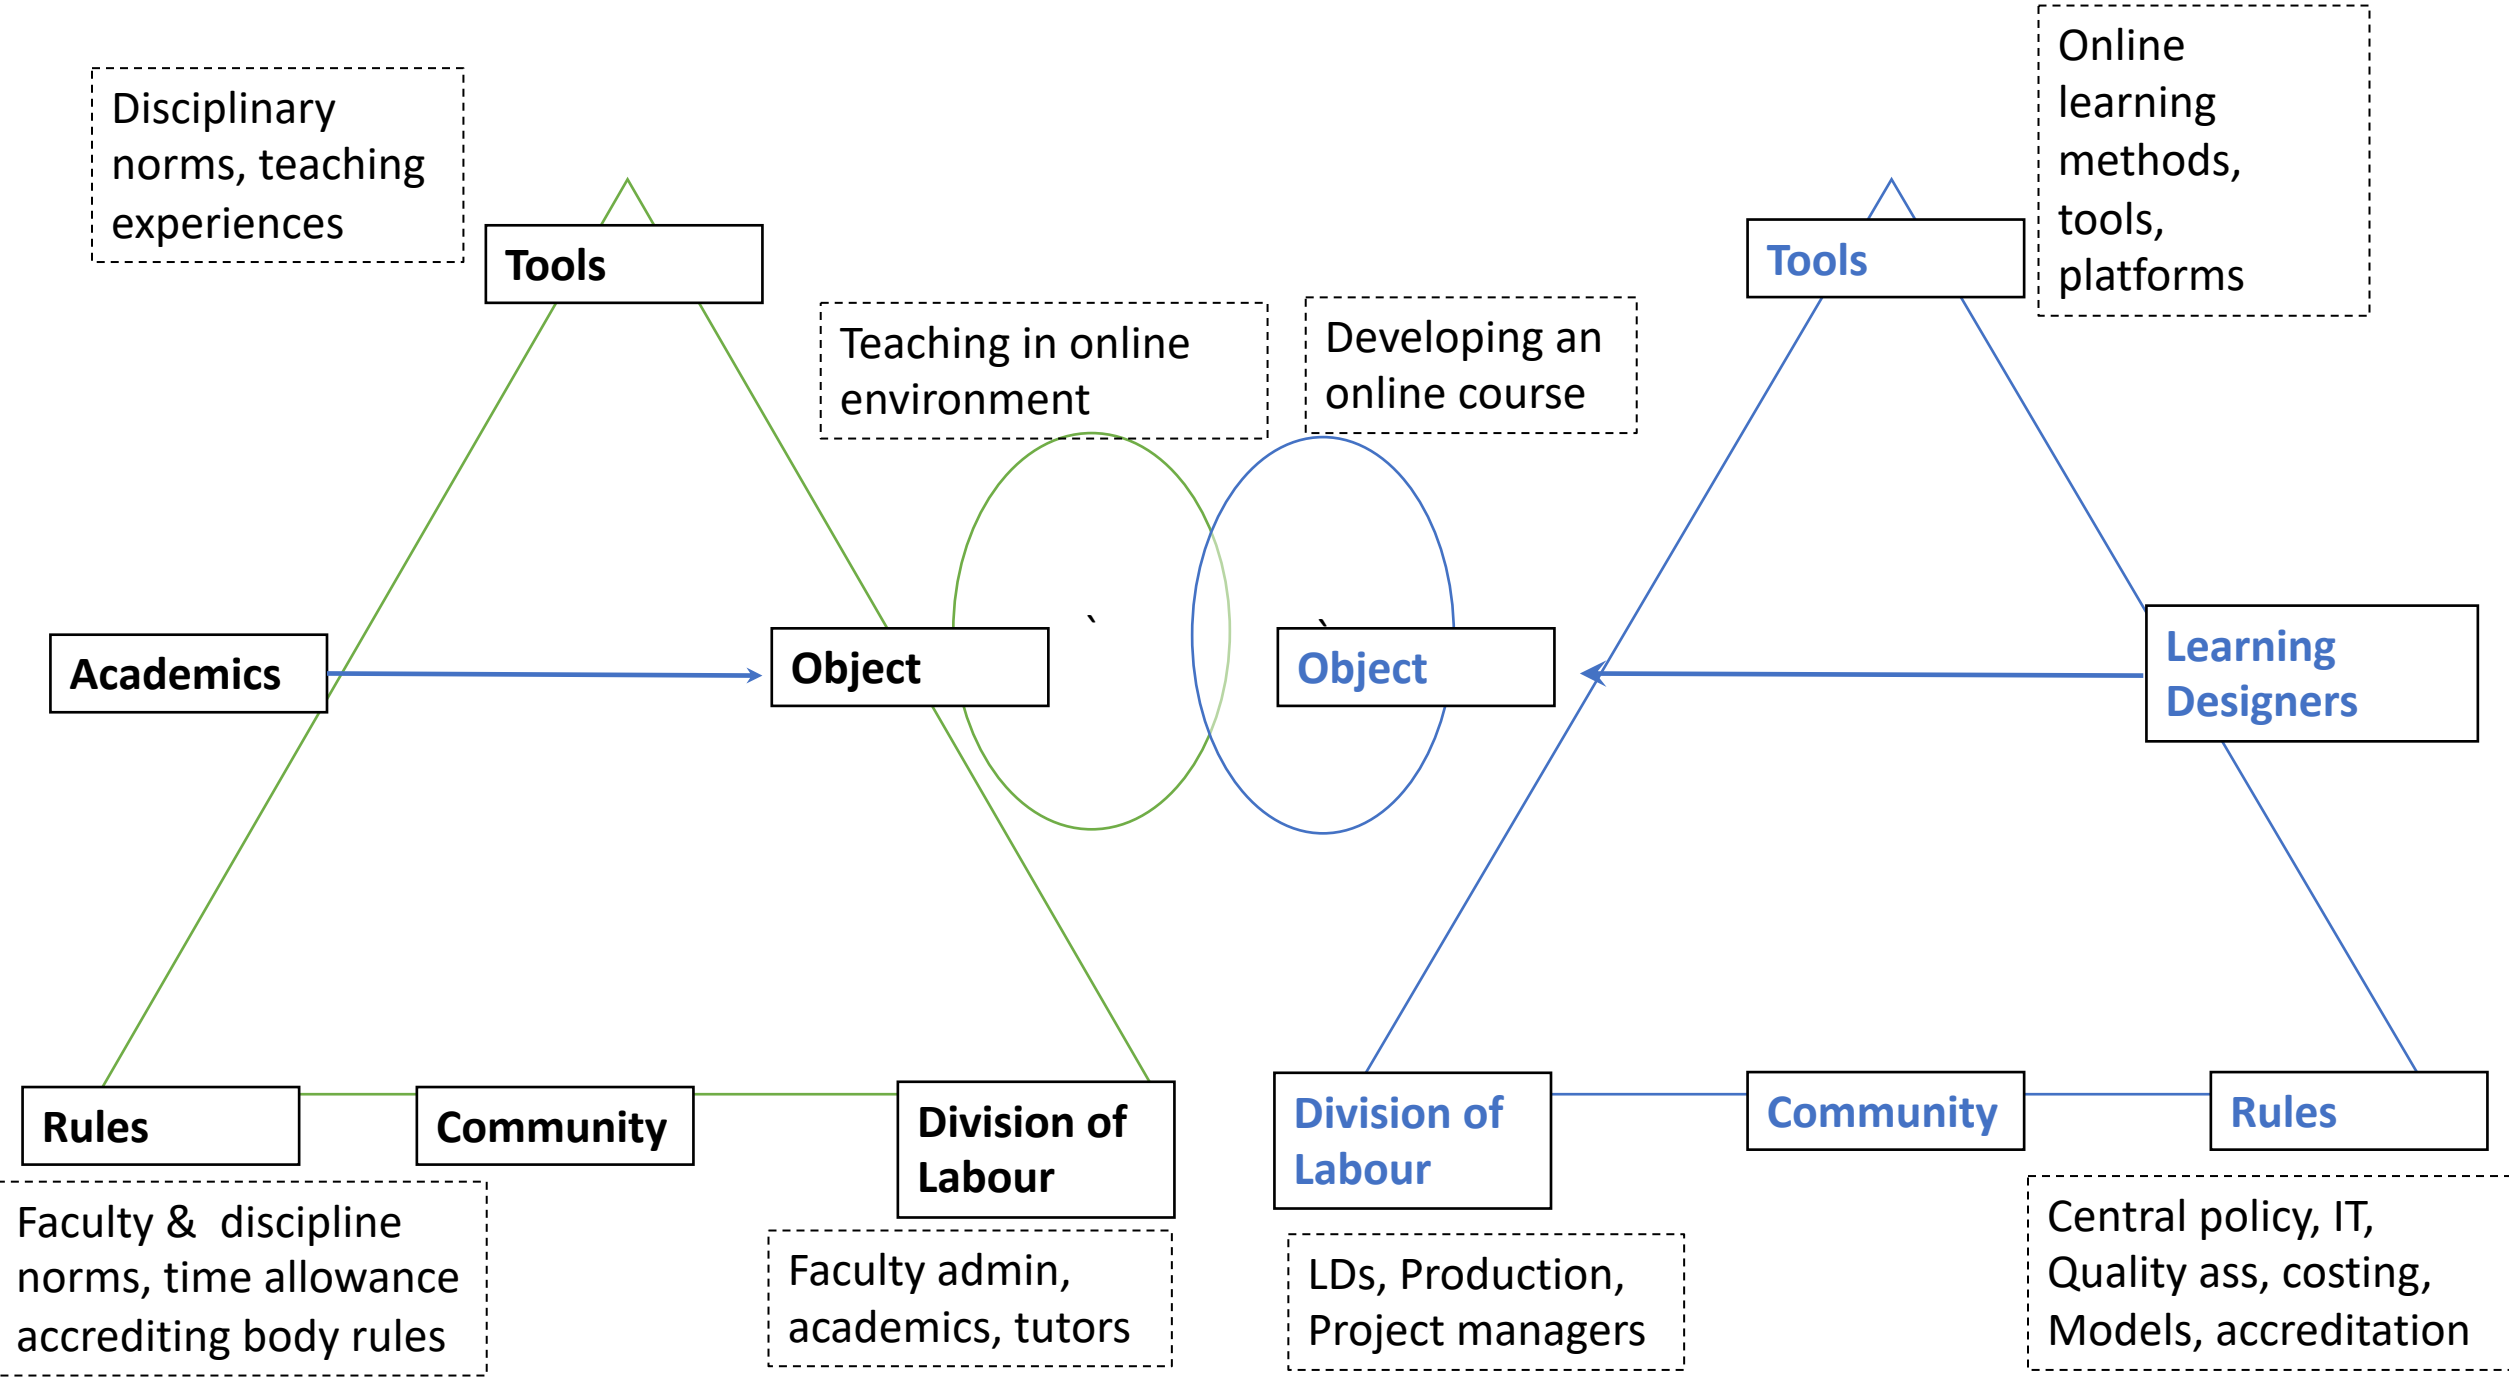 Disciplinary
norms, teaching
experiences
Tools
Teaching in online
environment
Developing an
online course
Tools
Online
learning
methods,
tools,
platforms
Academics
Object
`
`
Object
Learning
Designers
Rules
Community
Division of
Labour
Division of
Labour
Community
Rules
Faculty &  discipline
norms, time allowance
accrediting body rules
Faculty admin,
academics, tutors
LDs, Production,
Project managers
Central policy, IT,
Quality ass, costing,
Models, accreditation